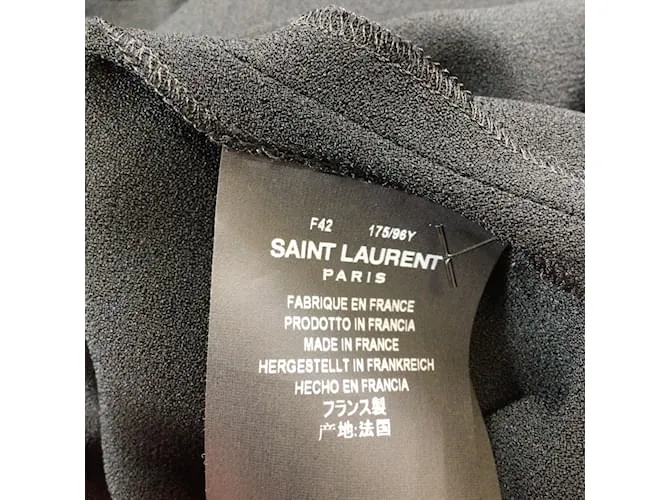 F42 175/96Y
SAINT LAURENT
PARIS
FABRIQUE EN FRANCE
PRODOTTO IN FRANCIA
MADE IN FRANCE
HERGESTELLT IN FRANKREICH
HECHO EN FRANCIA
フランス製
产地:法国